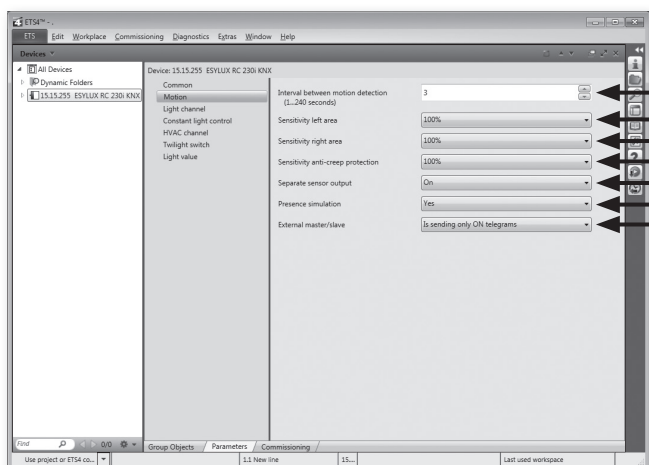 ETS4™ - .
ETS Edit Workplace Commissioning Diagnostics Extras Window Help
Devices
All Devices
Dynamic Folders
15.15.255 ESYLUX RC 230i KNX
Device: 15.15.255 ESYLUX RC 230i KNX
Common
Motion
Light channel
Constant light control
HVAC channel
Twilight switch
Light value
Interval between motion detection
(1...240 seconds)
3
Sensitivity left area
100%
Sensitivity right area
100%
Sensitivity anti-creep protection
100%
Separate sensor output
On
Presence simulation
Yes
External master/slave
Is sending only ON telegrams
Find
0/0
Group Objects Parameters Commissioning
Use project or ETS4 co...
1.1 New line
15....
Last used workspace